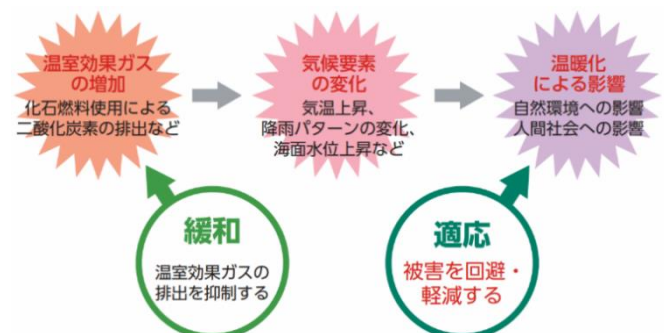 温室効果ガス
の増加
化石燃料使用による
二酸化炭素の排出など
気候要素
の変化
気温上昇、
降雨パターンの変化、
海面水位上昇など
温暖化
による影響
自然環境への影響
人間社会への影響
緩和
温室効果ガスの
排出を抑制する
適応
被害を回避・
軽減する